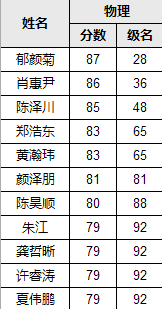 姓名 物理
分数 级名
郁颜菊 87 28
肖惠尹 86 36
陈泽川 85 48
郑浩东 83 65
黄瀚玮 83 65
颜泽朋 81 81
陈昊顺 80 88
朱江 79 92
龚哲晰 79 92
许睿涛 79 92
夏伟鹏 79 92